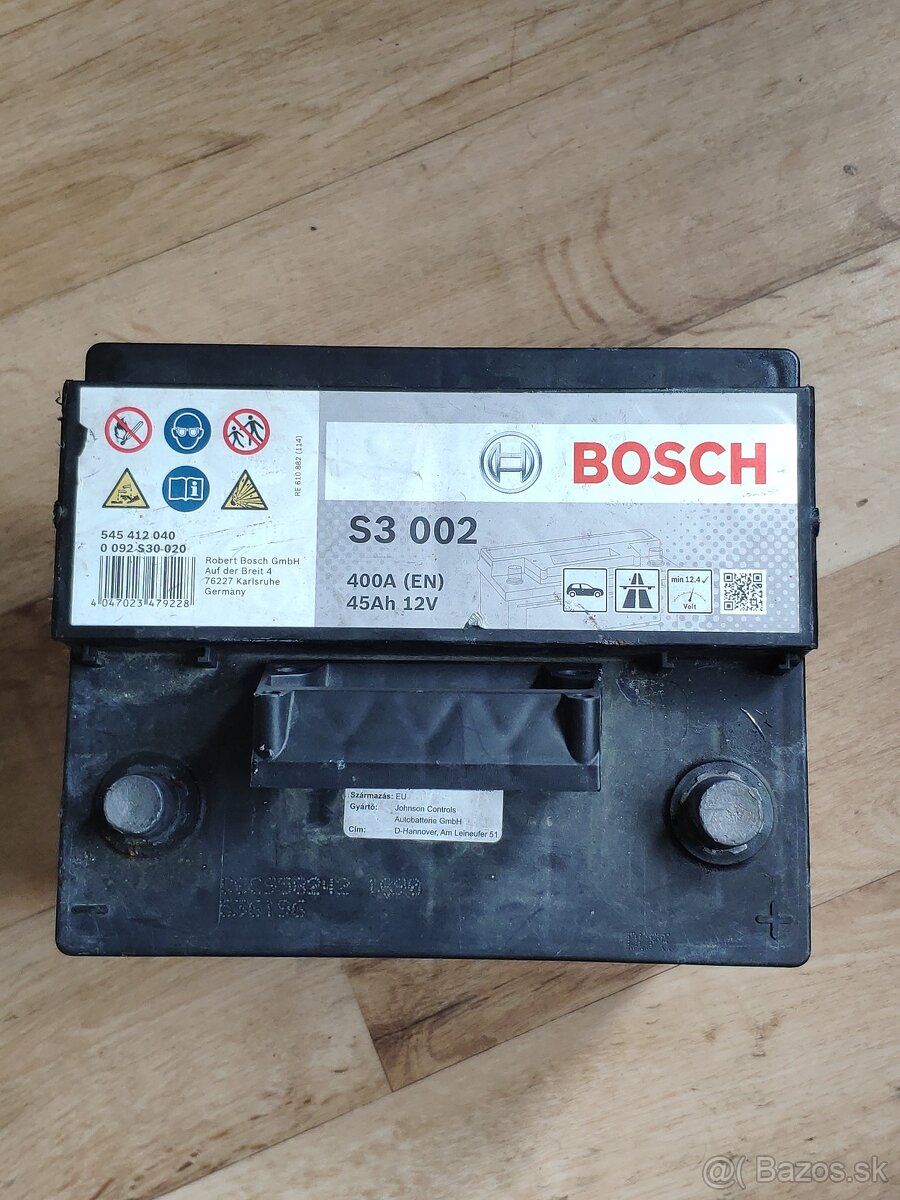 BOSCH
S3 002
400A (EN)
45Ah 12V
min 12.4 ✓
Volt
RE 610 882 (114)
545 412 040
0 092 S30 020
4 047023 479228
Robert Bosch GmbH
Auf der Breit 4
76227 Karlsruhe
Germany
Származás: EU
Gyártó: Johnson Controls
Autobatterie GmbH
Cím: D-Hannover, Am Leineufer 51
- +
@( Bazos.sk